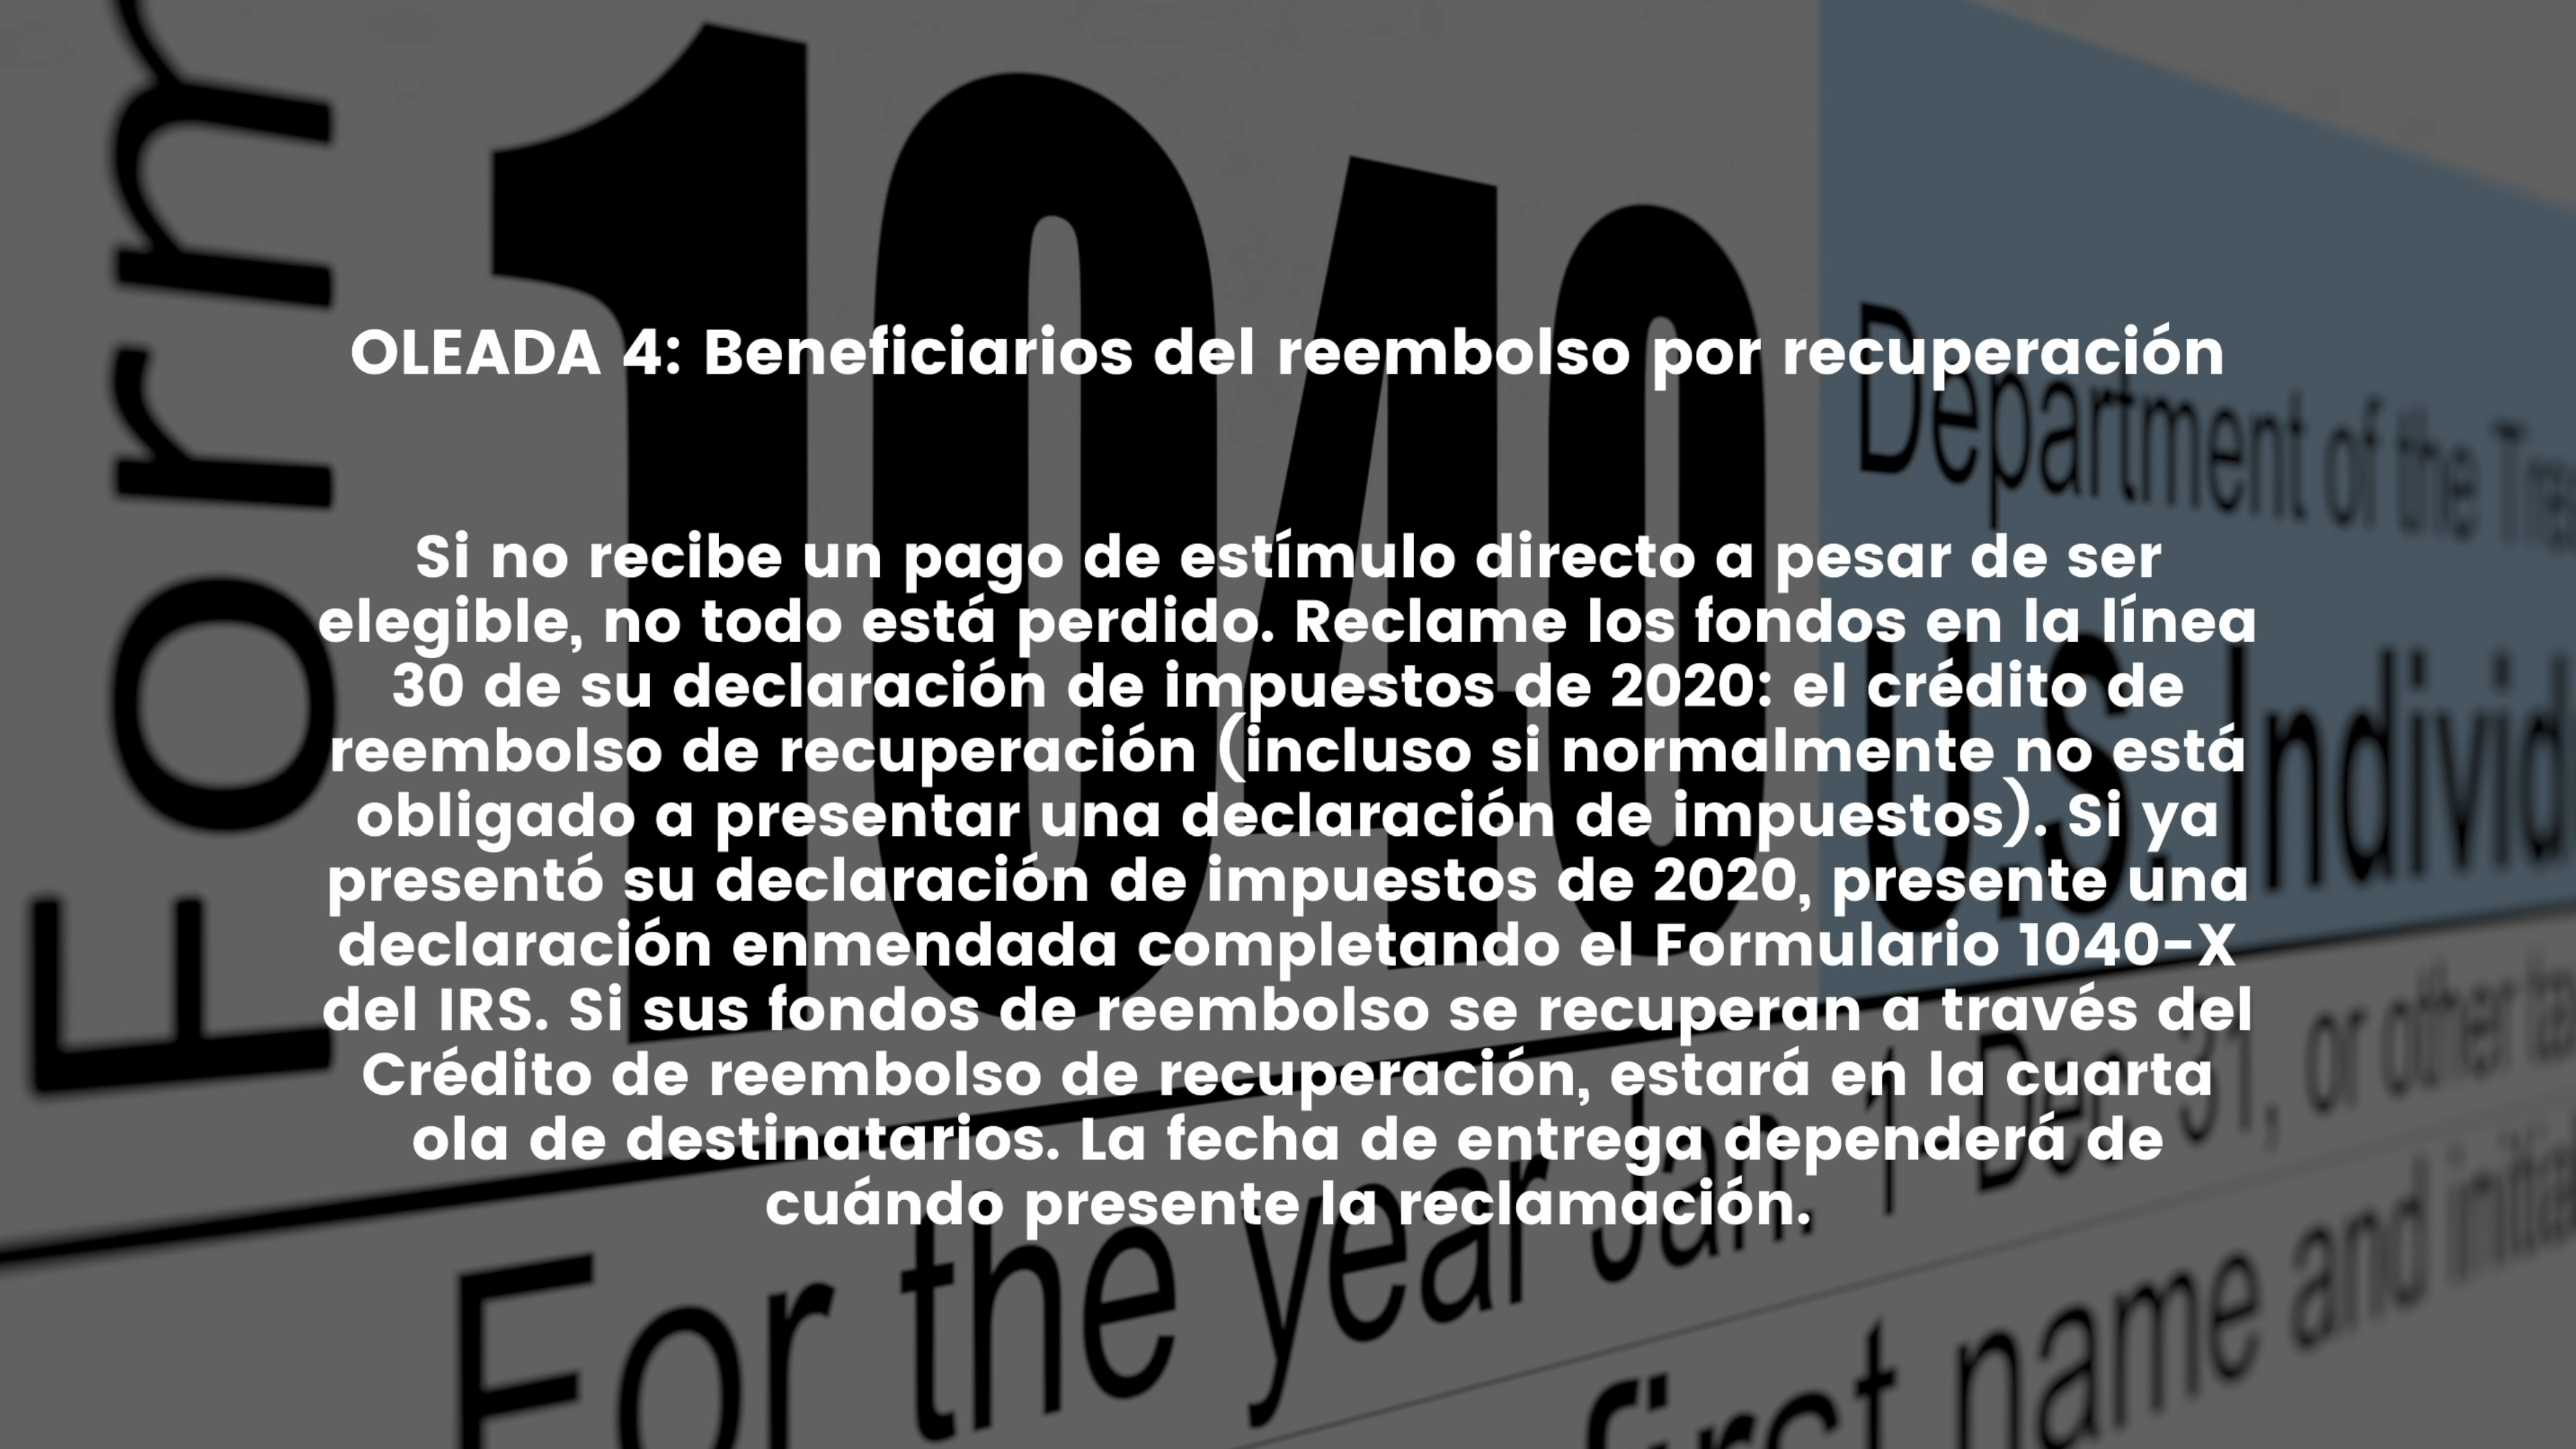 Form
1040
Department of the
U.S. Individ
OLEADA 4: Beneficiarios del reembolso por recuperación
Si no recibe un pago de estímulo directo a pesar de ser
elegible, no todo está perdido. Reclame los fondos en la línea
30 de su declaración de impuestos de 2020: el crédito de
reembolso de recuperación (incluso si normalmente no está
obligado a presentar una declaración de impuestos). Si ya
presentó su declaración de impuestos de 2020, presente una
declaración enmendada completando el Formulario 1040-X
del IRS. Si sus fondos de reembolso se recuperan a través del
Crédito de reembolso de recuperación, estará en la cuarta
ola de destinatarios. La fecha de entrega dependerá de
cuándo presente la reclamación.
For the year Jan. 1-Dec. 31, or other
first name and initial